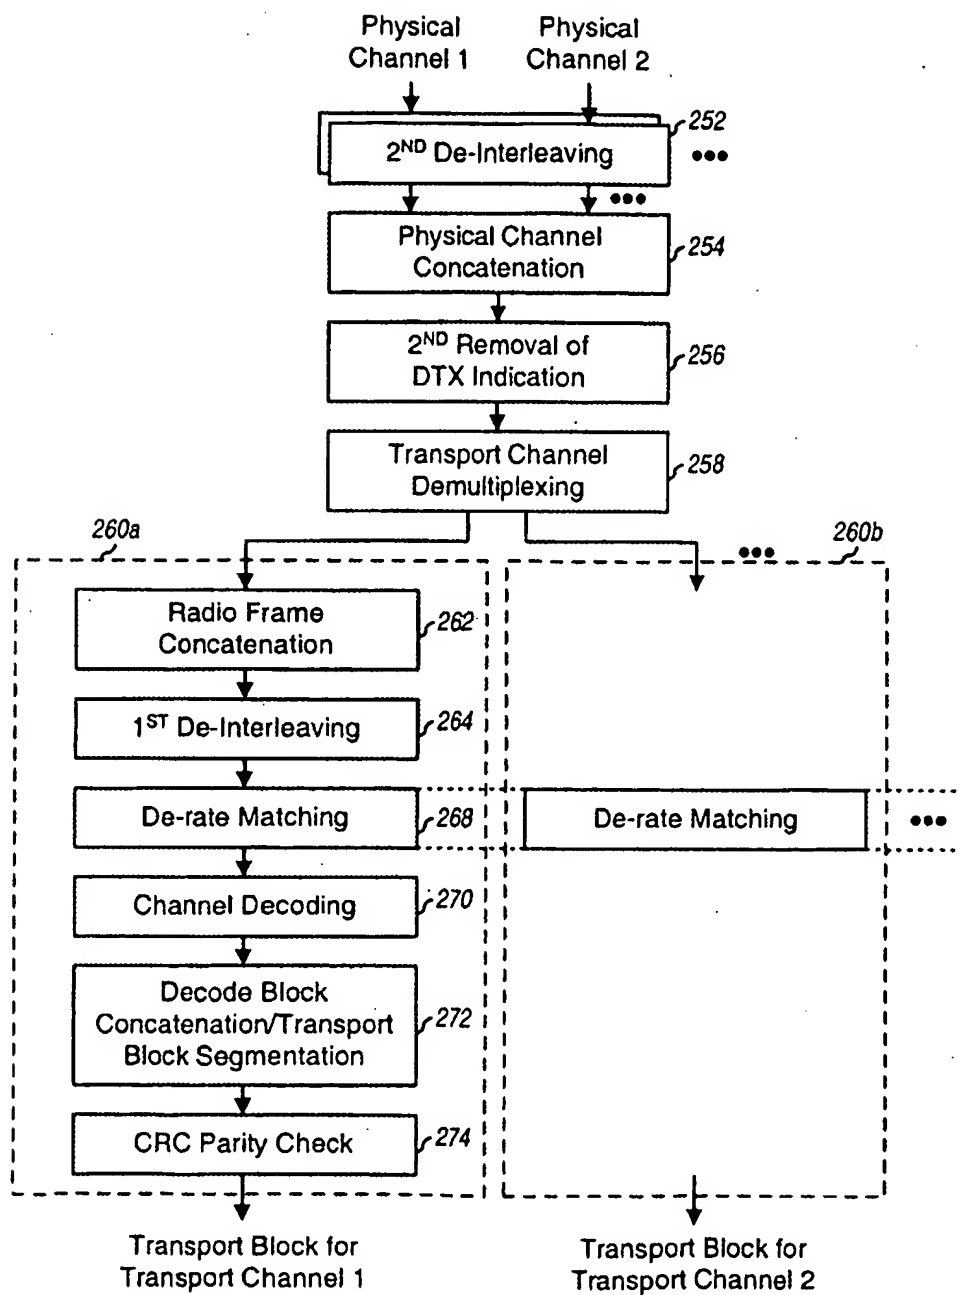 Physical
Channel 1
Physical
Channel 2
2ND De-Interleaving
252
•••
•••
Physical Channel
Concatenation
254
2ND Removal of
DTX Indication
256
Transport Channel
Demultiplexing
258
260a
•••
260b
Radio Frame
Concatenation
262
1ST De-Interleaving
264
De-rate Matching
268
De-rate Matching
•••
Channel Decoding
270
Decode Block
Concatenation/Transport
Block Segmentation
272
CRC Parity Check
274
Transport Block for
Transport Channel 1
Transport Block for
Transport Channel 2